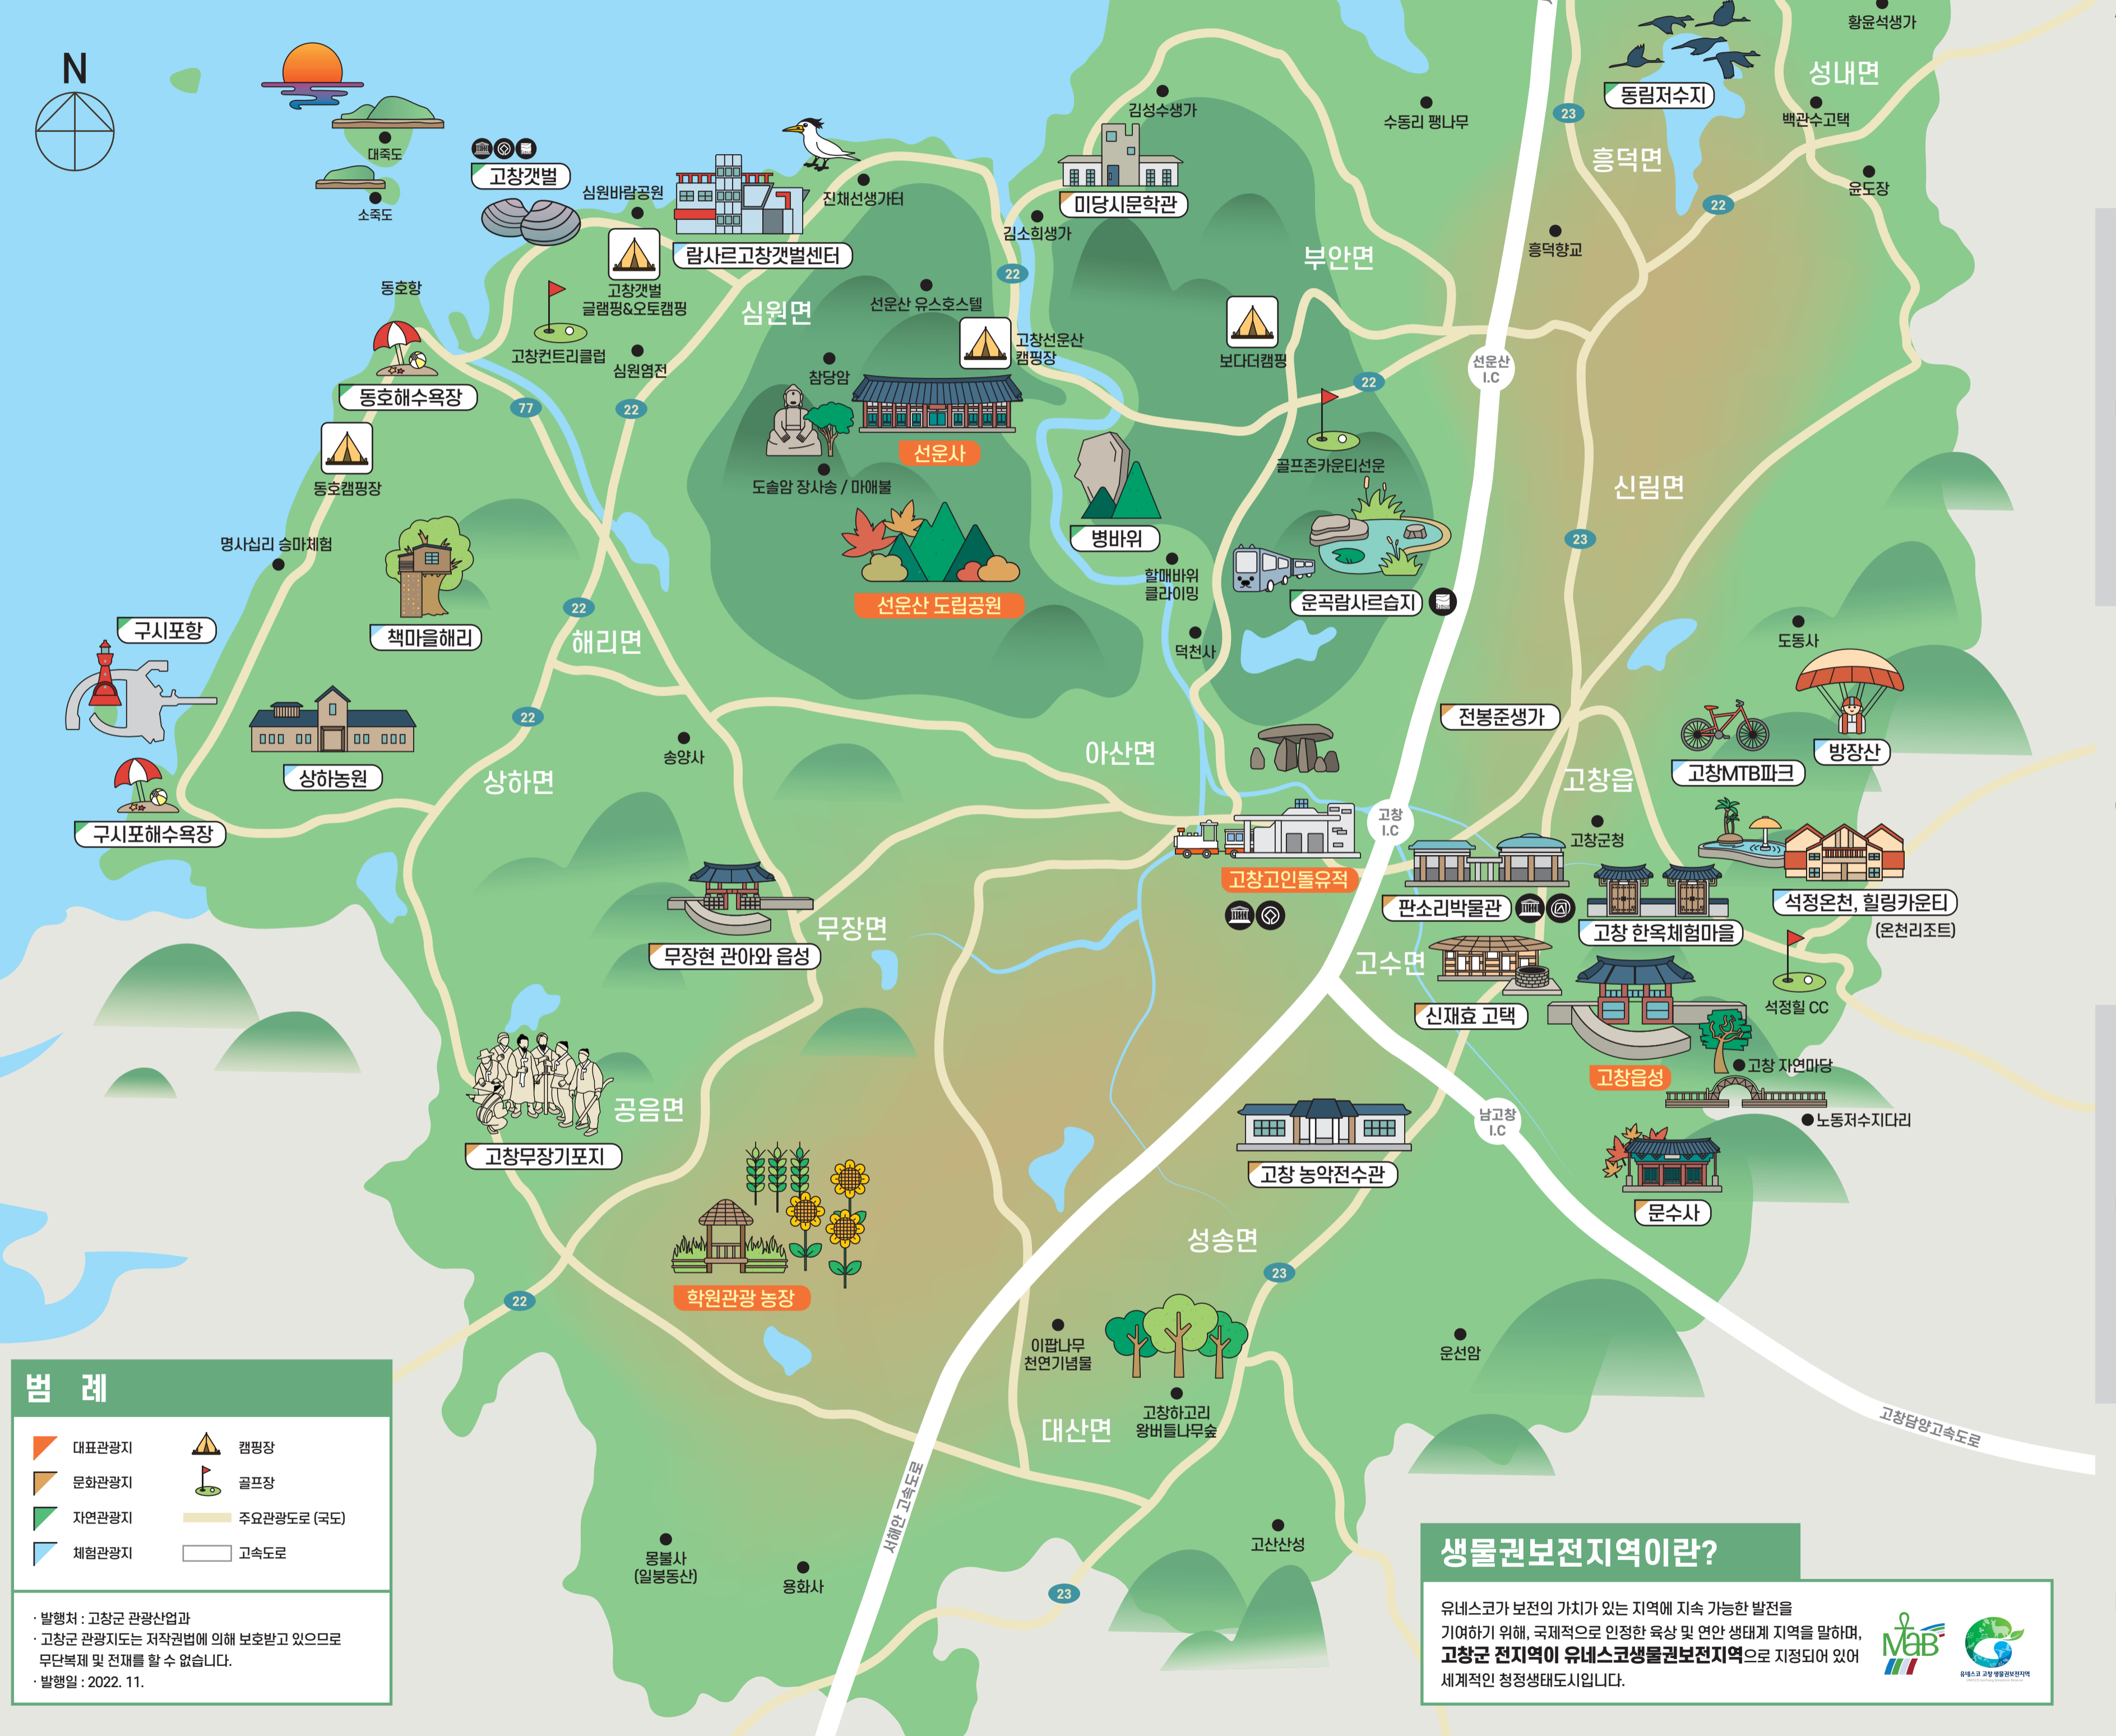 N
황윤석생가
성내면
동림저수지
백관수고택
23
흥덕면
윤도장
22
흥덕향교
김성수생가
수동리 팽나무
미당시문학관
김소희생가
부안면
대죽도
소죽도
고창갯벌
심원바람공원
진채선생가터
람사르고창갯벌센터
22
동호항
고창갯벌
글램핑&오토캠핑
심원면
선운산 유스호스텔
고창선운산
캠핑장
보다더캠핑
선운산
I.C
고창컨트리클럽
심원염전
참당암
22
동호해수욕장
77
22
선운사
골프존카운티선운
동호캠핑장
도솔암 장사송 / 마애불
신림면
명사십리 승마체험
병바위
23
할매바위
클라이밍
선운산 도립공원
운곡람사르습지
22
구시포항
책마을해리
해리면
덕천사
도동사
22
전봉준생가
송양사
아산면
방장산
고창MTB파크
상하농원
상하면
고창읍
구시포해수욕장
고창
I.C
고창군청
고창고인돌유적
판소리박물관
석정온천, 힐링카운티
(온천리조트)
무장면
고창 한옥체험마을
무장현 관아와 읍성
고수면
신재효 고택
석정힐 CC
고창읍성
고창 자연마당
공음면
남고창
I.C
노동저수지다리
고창무장기포지
고창 농악전수관
문수사
성송면
23
학원관광 농장
22
이팝나무
천연기념물
운선암
고창하고리
왕버들나무숲
대산면
고창담양고속도로
서해안 고속도로
몽불사
(일붕동산)
용화사
고산산성
23
범 례
대표관광지
캠핑장
문화관광지
골프장
자연관광지
주요관광도로 (국도)
체험관광지
고속도로
· 발행처 : 고창군 관광산업과
· 고창군 관광지도는 저작권법에 의해 보호받고 있으므로
무단복제 및 전재를 할 수 없습니다.
· 발행일 : 2022. 11.
생물권보전지역이란?
유네스코가 보전의 가치가 있는 지역에 지속 가능한 발전을
기여하기 위해, 국제적으로 인정한 육상 및 연안 생태계 지역을 말하며,
고창군 전지역이 유네스코생물권보전지역으로 지정되어 있어
세계적인 청정생태도시입니다.
MaB
유네스코 고창 생물권보전지역